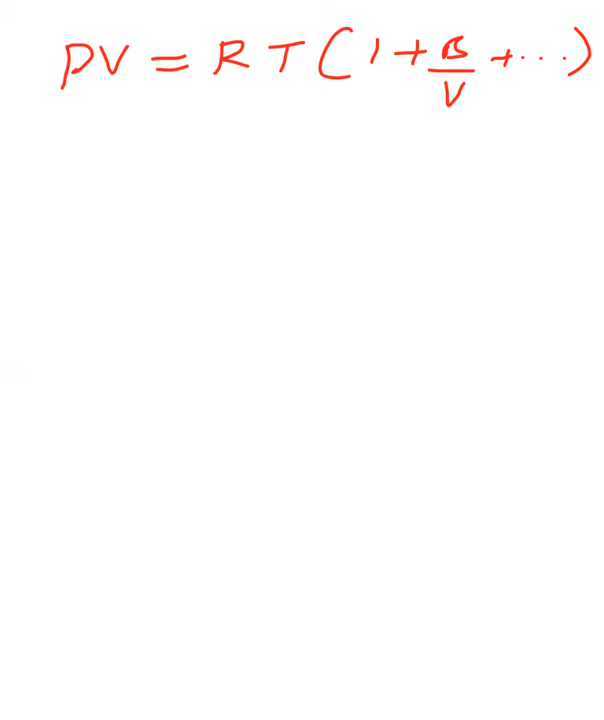 PV = RT(1 + B/V + ...)